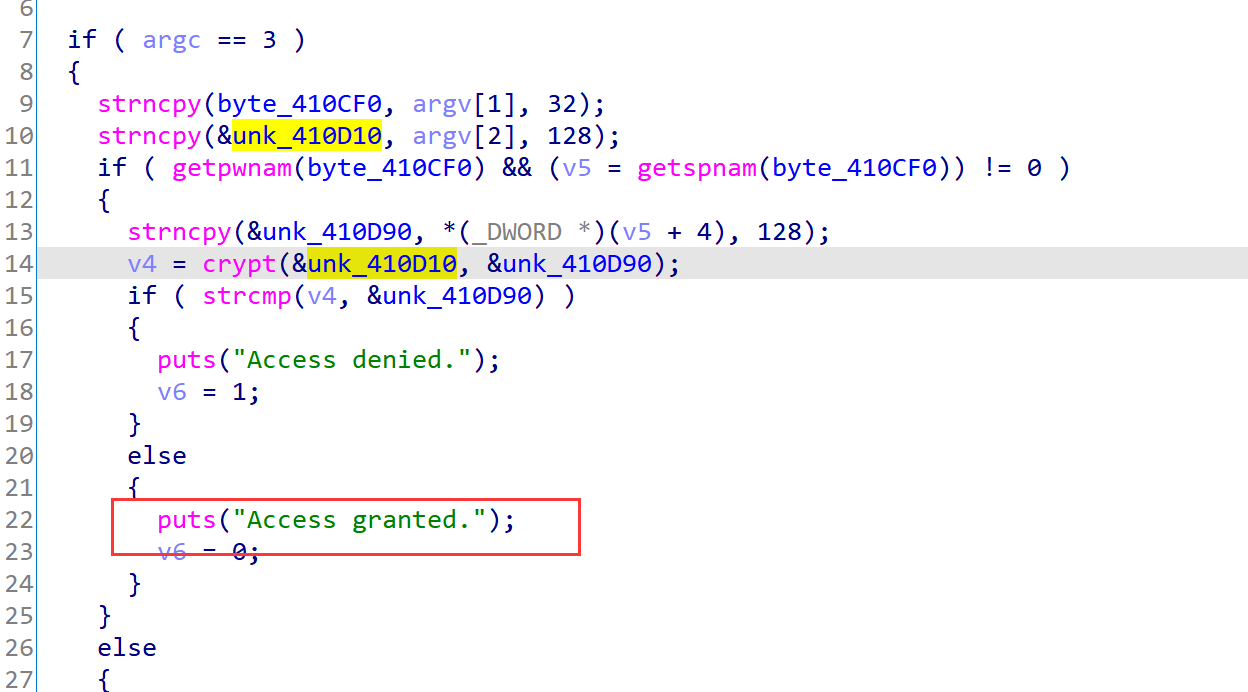 6
7 if ( argc == 3 )
8 {
9 strncpy(byte_410CF0, argv[1], 32);
10 strncpy(&unk_410D10, argv[2], 128);
11 if ( getpwnam(byte_410CF0) && (v5 = getspnam(byte_410CF0)) != 0 )
12 {
13 strncpy(&unk_410D90, *(_DWORD *)(v5 + 4), 128);
14 v4 = crypt(&unk_410D10, &unk_410D90);
15 if ( strcmp(v4, &unk_410D90) )
16 {
17 puts("Access denied.");
18 v6 = 1;
19 }
20 else
21 {
22 puts("Access granted.");
23 v6 = 0;
24 }
25 }
26 else
27 {